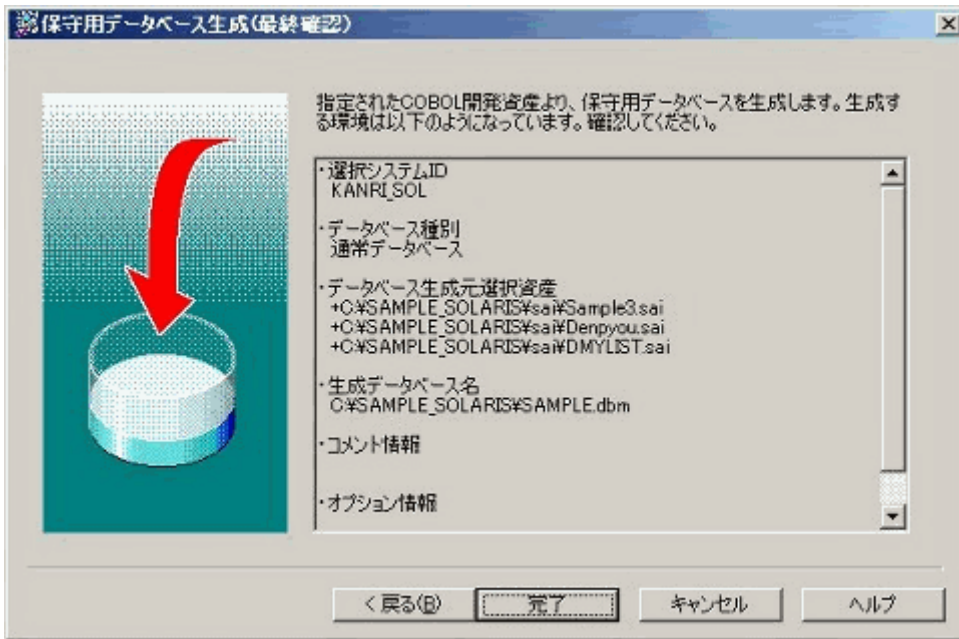 保守用データベース生成(最終確認)
指定されたCOBOL開発資産より、保守用データベースを生成します。生成す
る環境は以下のようになっています。確認してください。
・選択システムID
KANRI_SOL
・データベース種別
通常データベース
・データベース生成元選択資産
+C:¥SAMPLE_SOLARIS¥sai¥Sample3.sai
+C:¥SAMPLE_SOLARIS¥sai¥Denpyou.sai
+C:¥SAMPLE_SOLARIS¥sai¥DMYLIST.sai
・生成データベース名
C:¥SAMPLE_SOLARIS¥SAMPLE.dbm
・コメント情報
・オプション情報
< 戻る(B)
完了
キャンセル
ヘルプ